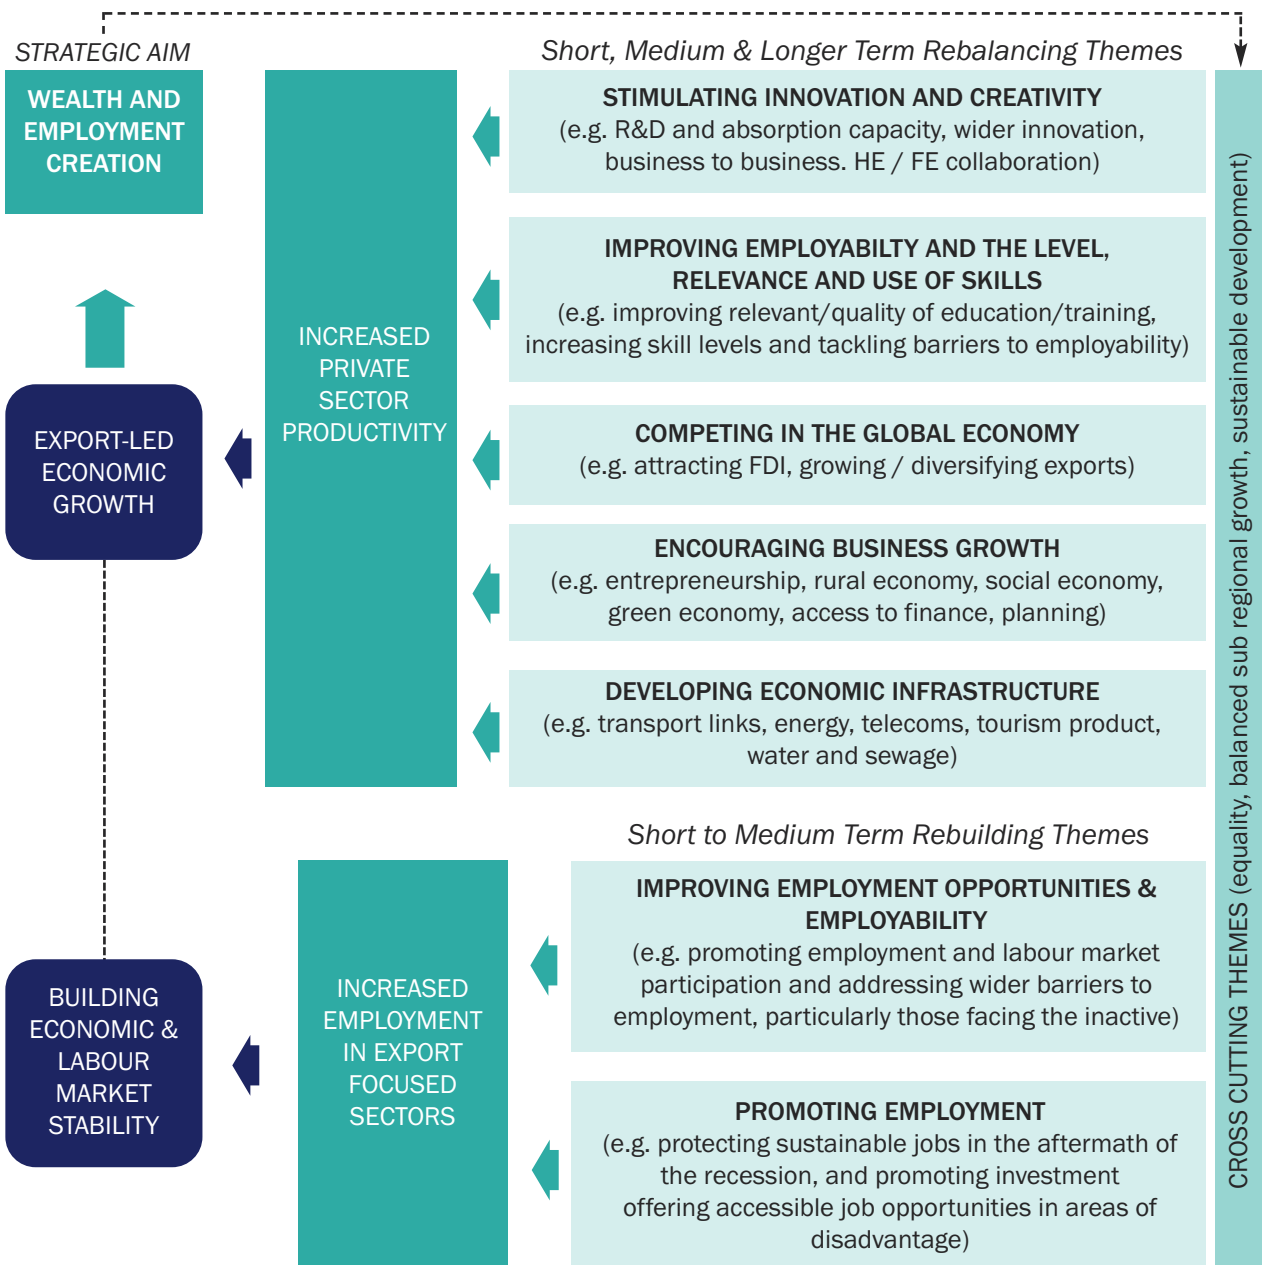 STRATEGIC AIM
WEALTH AND
EMPLOYMENT
CREATION
EXPORT-LED
ECONOMIC
GROWTH
BUILDING
ECONOMIC &
LABOUR
MARKET
STABILITY
INCREASED
PRIVATE
SECTOR
PRODUCTIVITY
INCREASED
EMPLOYMENT
IN EXPORT
FOCUSED
SECTORS
Short, Medium & Longer Term Rebalancing Themes
STIMULATING INNOVATION AND CREATIVITY
(e.g. R&D and absorption capacity, wider innovation,
business to business. HE / FE collaboration)
IMPROVING EMPLOYABILTY AND THE LEVEL,
RELEVANCE AND USE OF SKILLS
(e.g. improving relevant/quality of education/training,
increasing skill levels and tackling barriers to employability)
COMPETING IN THE GLOBAL ECONOMY
(e.g. attracting FDI, growing / diversifying exports)
ENCOURAGING BUSINESS GROWTH
(e.g. entrepreneurship, rural economy, social economy,
green economy, access to finance, planning)
DEVELOPING ECONOMIC INFRASTRUCTURE
(e.g. transport links, energy, telecoms, tourism product,
water and sewage)
Short to Medium Term Rebuilding Themes
IMPROVING EMPLOYMENT OPPORTUNITIES &
EMPLOYABILITY
(e.g. promoting employment and labour market
participation and addressing wider barriers to
employment, particularly those facing the inactive)
PROMOTING EMPLOYMENT
(e.g. protecting sustainable jobs in the aftermath of
the recession, and promoting investment
offering accessible job opportunities in areas of
disadvantage)
CROSS CUTTING THEMES (equality, balanced sub regional growth, sustainable development)